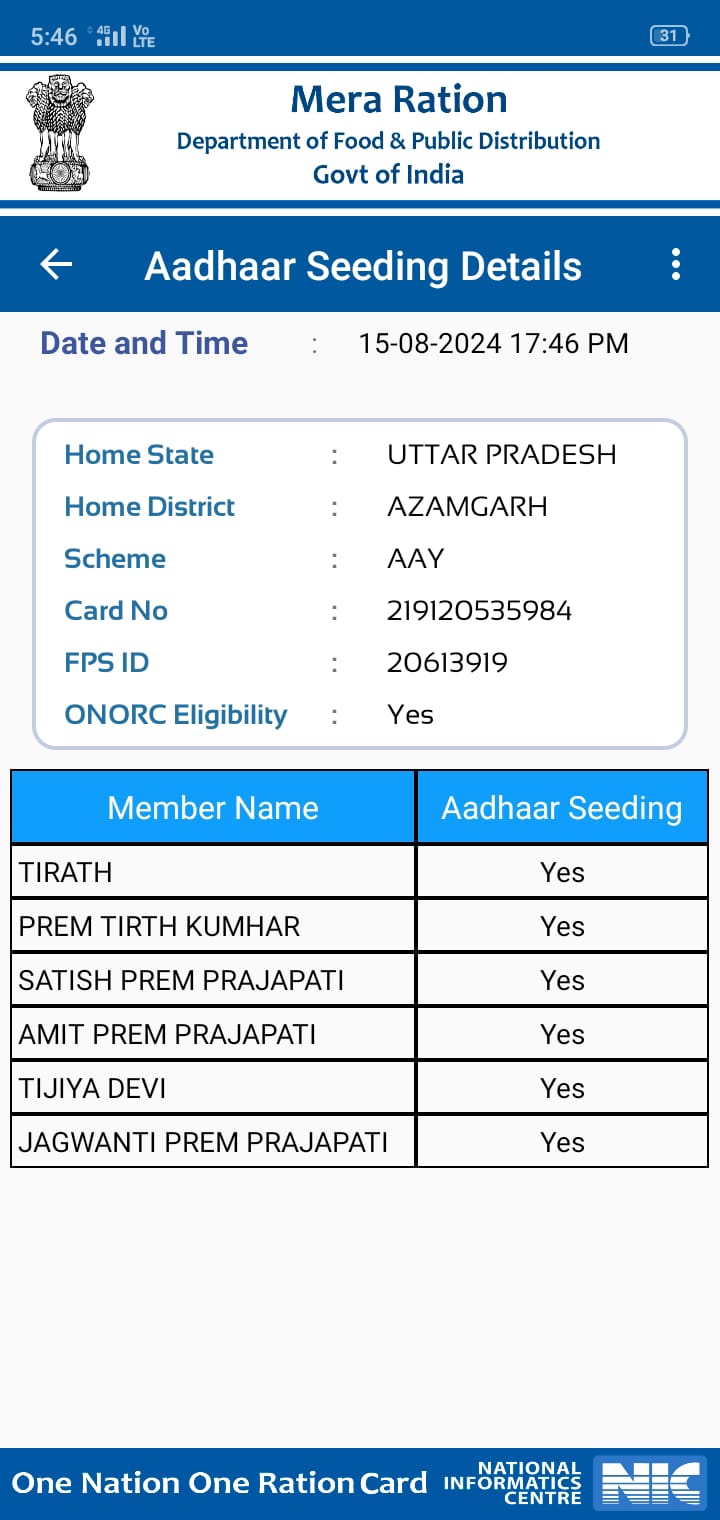 5:46 4G Vo LTE 31
Mera Ration
Department of Food & Public Distribution
Govt of India
Aadhaar Seeding Details
Date and Time : 15-08-2024 17:46 PM
Home State : UTTAR PRADESH
Home District : AZAMGARH
Scheme : AAY
Card No : 219120535984
FPS ID : 20613919
ONORC Eligibility : Yes
Member Name Aadhaar Seeding
TIRATH Yes
PREM TIRTH KUMHAR Yes
SATISH PREM PRAJAPATI Yes
AMIT PREM PRAJAPATI Yes
TIJIYA DEVI Yes
JAGWANTI PREM PRAJAPATI Yes
One Nation One Ration Card NATIONAL INFORMATICS CENTRE NIC